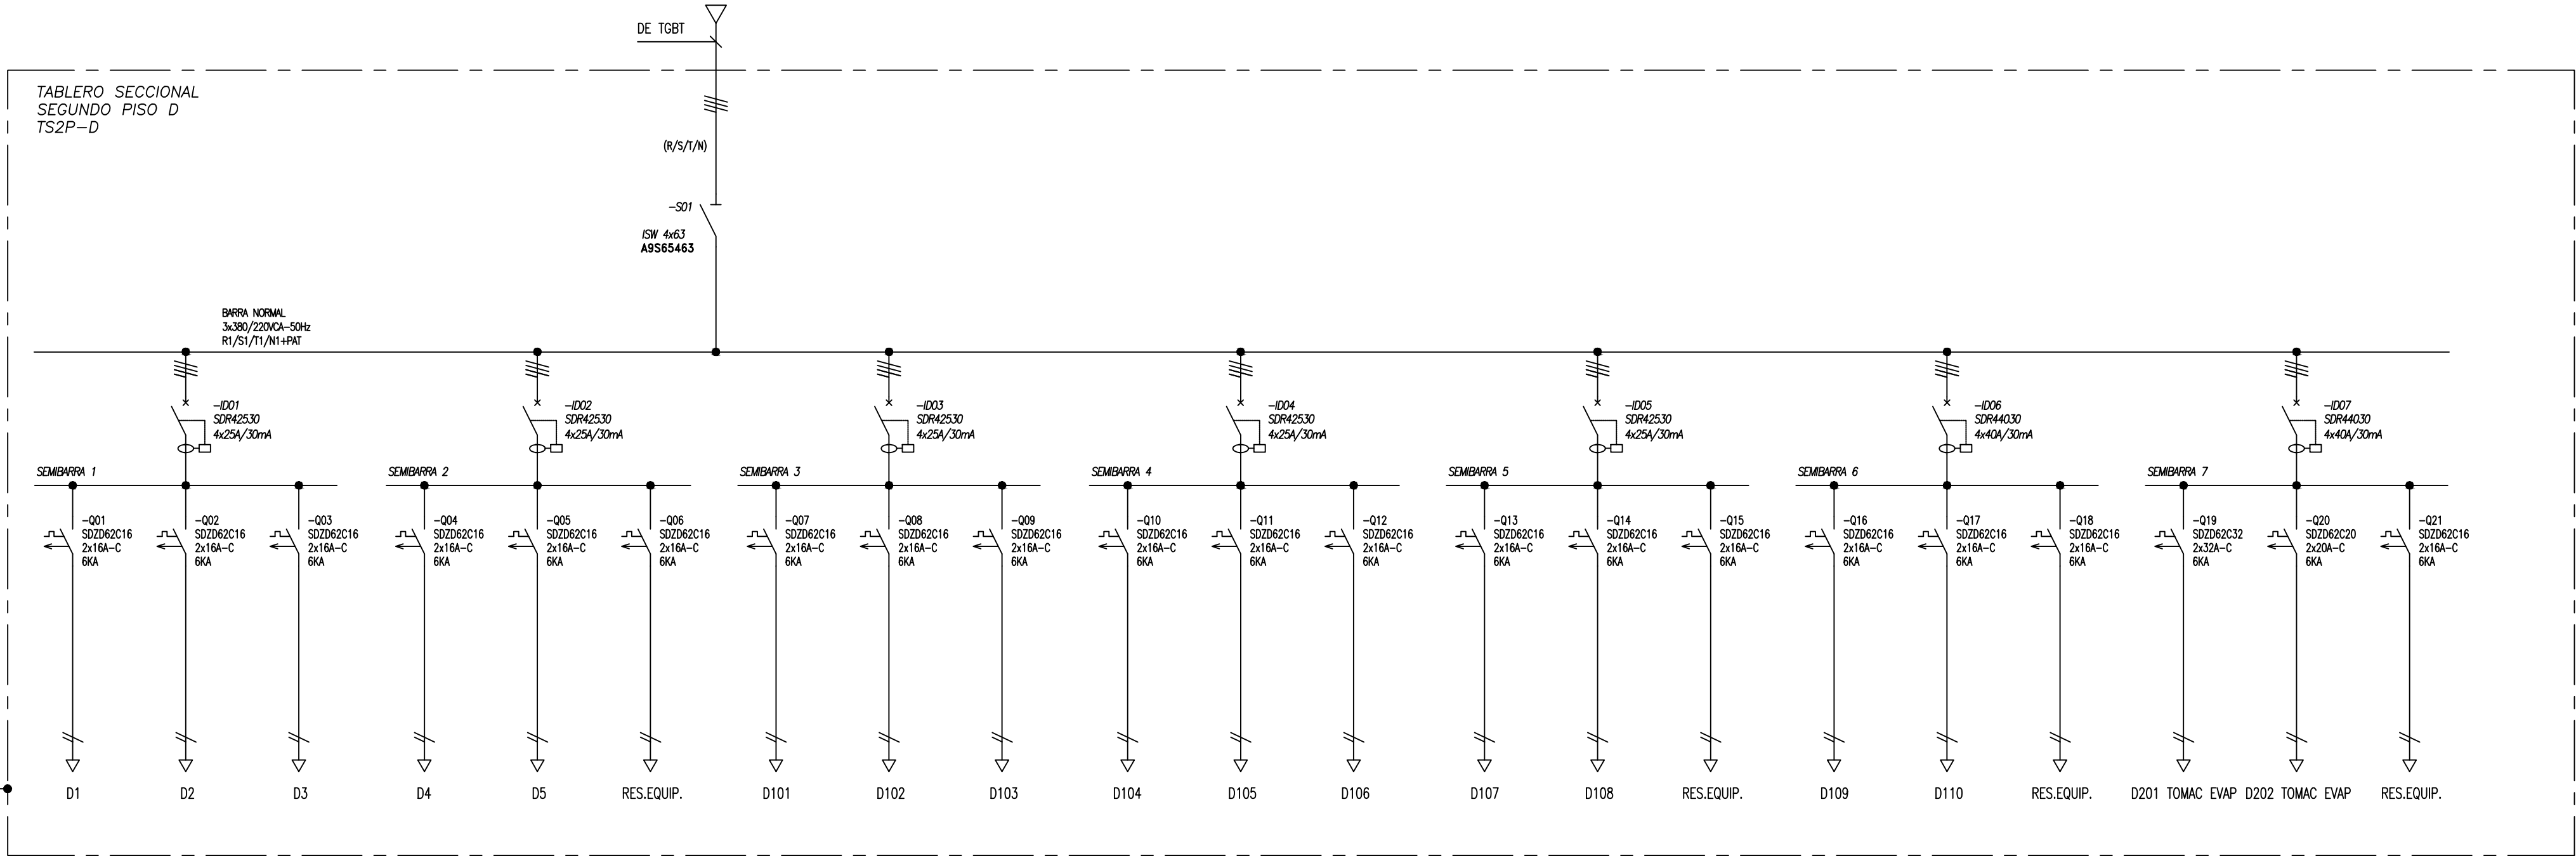 DE TGBT
TABLERO SECCIONAL
SEGUNDO PISO D
TS2P-D
(R/S/T/N)
-S01
ISW 4x63
A9S65463
BARRA NORMAL
3x380/220VCA-50Hz
R1/S1/T1/N1+PAT
-ID01
SDR42530
4x25A/30mA
-ID02
SDR42530
4x25A/30mA
-ID03
SDR42530
4x25A/30mA
-ID04
SDR42530
4x25A/30mA
-ID05
SDR42530
4x25A/30mA
-ID06
SDR44030
4x40A/30mA
-ID07
SDR44030
4x40A/30mA
SEMIBARRA 1
SEMIBARRA 2
SEMIBARRA 3
SEMIBARRA 4
SEMIBARRA 5
SEMIBARRA 6
SEMIBARRA 7
-Q01
SDZD62C16
2x16A-C
6KA
-Q02
SDZD62C16
2x16A-C
6KA
-Q03
SDZD62C16
2x16A-C
6KA
-Q04
SDZD62C16
2x16A-C
6KA
-Q05
SDZD62C16
2x16A-C
6KA
-Q06
SDZD62C16
2x16A-C
6KA
-Q07
SDZD62C16
2x16A-C
6KA
-Q08
SDZD62C16
2x16A-C
6KA
-Q09
SDZD62C16
2x16A-C
6KA
-Q10
SDZD62C16
2x16A-C
6KA
-Q11
SDZD62C16
2x16A-C
6KA
-Q12
SDZD62C16
2x16A-C
6KA
-Q13
SDZD62C16
2x16A-C
6KA
-Q14
SDZD62C16
2x16A-C
6KA
-Q15
SDZD62C16
2x16A-C
6KA
-Q16
SDZD62C16
2x16A-C
6KA
-Q17
SDZD62C16
2x16A-C
6KA
-Q18
SDZD62C16
2x16A-C
6KA
-Q19
SDZD62C32
2x32A-C
6KA
-Q20
SDZD62C20
2x20A-C
6KA
-Q21
SDZD62C16
2x16A-C
6KA
D1
D2
D3
D4
D5
RES.EQUIP.
D101
D102
D103
D104
D105
D106
D107
D108
RES.EQUIP.
D109
D110
RES.EQUIP.
D201 TOMAC EVAP
D202 TOMAC EVAP
RES.EQUIP.